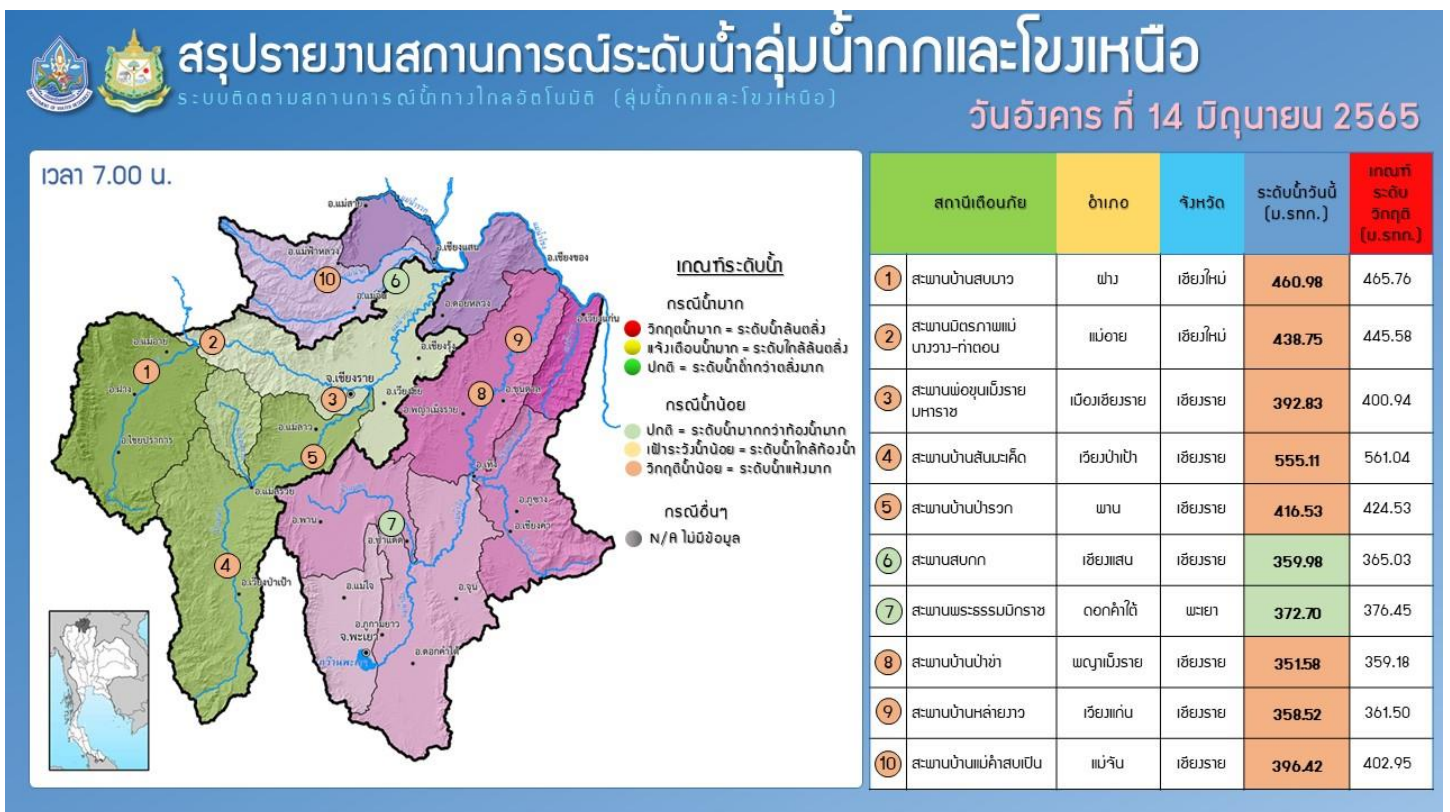 สรุปรายงานสถานการณ์ระดับน้ำลุ่มน้ำกกและโขงเหนือ
ระบบติดตามสถานการณ์น้ำทางไกลอัตโนมัติ (ลุ่มน้ำกกและโขงเหนือ)
วันอังคาร ที่ 14 มิถุนายน 2565
เวลา 7.00 น.
อ.แม่สาย
แม่น้ำรวก
แม่น้ำโขง
อ.เชียงแสน
อ.แม่ฟ้าหลวง
อ.เชียงของ
10
6
อ.แม่จัน
อ.ดอยหลวง
อ.เวียงแก่น
9
2
อ.แม่อาย
อ.เชียงรุ้ง
1
จ.เชียงราย
อ.ฝาง
3
อ.เวียงชัย
8
อ.ขุนตาล
อ.พญาเม็งราย
อ.แม่ลาว
อ.ไชยปราการ
5
อ.เทิง
อ.แม่สรวย
อ.ภูซาง
อ.พาน
7
อ.เชียงคำ
อ.ป่าแดด
4
อ.เวียงป่าเป้า
อ.แม่ใจ
อ.จุน
อ.ภูกามยาว
จ.พะเยา
อ.ดอกคำใต้
กว๊านพะเยา
เกณฑ์ระดับน้ำ
กรณีน้ำมาก
วิกฤตน้ำมาก = ระดับน้ำล้นตลิ่ง
แจ้งเตือนน้ำมาก = ระดับใกล้ล้นตลิ่ง
ปกติ = ระดับน้ำต่ำกว่าตลิ่งมาก
กรณีน้ำน้อย
ปกติ = ระดับน้ำมากกว่าท้องน้ำมาก
เฝ้าระวังน้ำน้อย = ระดับน้ำใกล้ท้องน้ำ
วิกฤติน้ำน้อย = ระดับน้ำแห้งมาก
กรณีอื่นๆ
N/A ไม่มีข้อมูล
สถานีเตือนภัย อำเภอ จังหวัด ระดับน้ำวันนี้ (ม.รทก.) เกณฑ์ระดับวิกฤติ (ม.รทก.)
1 สะพานบ้านสบมาว ฝาง เชียงใหม่ 460.98 465.76
2 สะพานมิตรภาพแม่นางวาง-ท่าตอน แม่อาย เชียงใหม่ 438.75 445.58
3 สะพานพ่อขุนเม็งรายมหาราช เมืองเชียงราย เชียงราย 392.83 400.94
4 สะพานบ้านสันมะเค็ด เวียงป่าเป้า เชียงราย 555.11 561.04
5 สะพานบ้านป่ารวก พาน เชียงราย 416.53 424.53
6 สะพานสบกก เชียงแสน เชียงราย 359.98 365.03
7 สะพานพระธรรมมิกราช ดอกคำใต้ พะเยา 372.70 376.45
8 สะพานบ้านป่าข่า พญาเม็งราย เชียงราย 351.58 359.18
9 สะพานบ้านหล่ายงาว เวียงแก่น เชียงราย 358.52 361.50
10 สะพานบ้านแม่คำสบเปิน แม่จัน เชียงราย 396.42 402.95